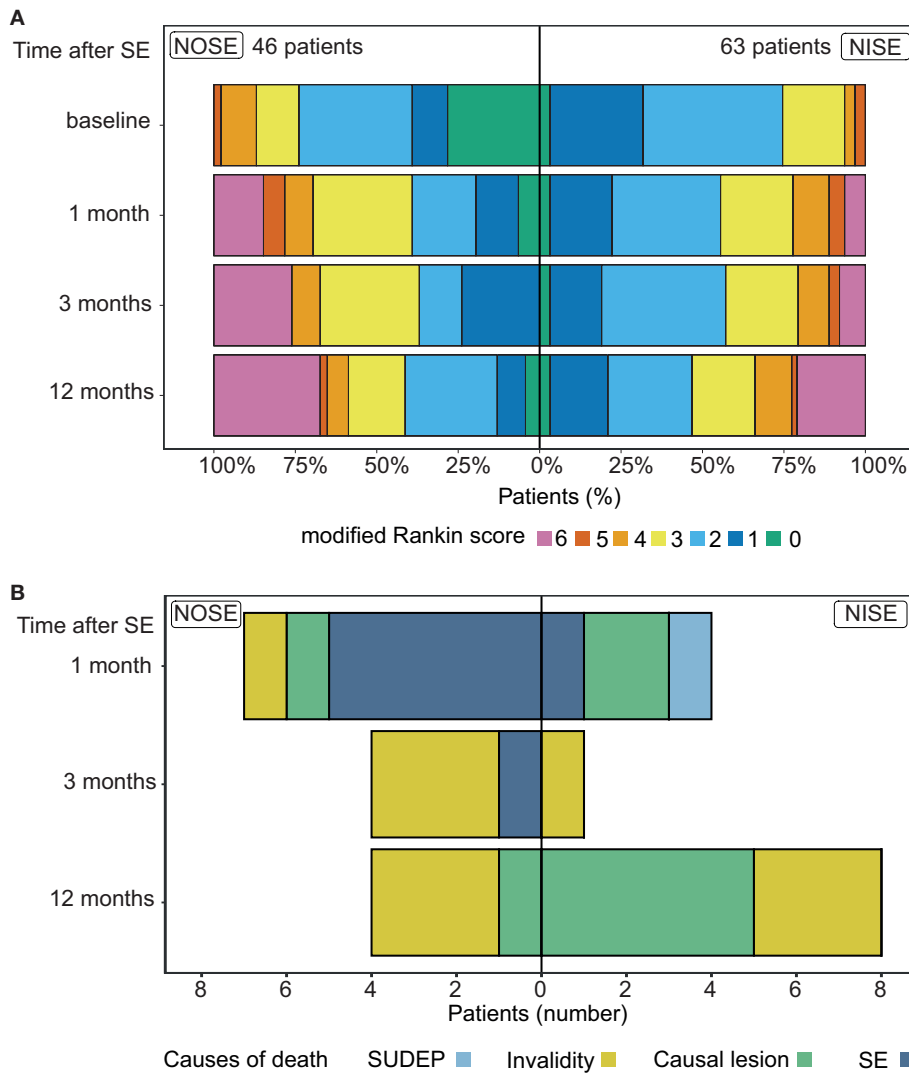 A
Time after SE
NOSE 46 patients
63 patients NISE
baseline
1 month
3 months
12 months
100% 75% 50% 25% 0% 25% 50% 75% 100%
Patients (%)
modified Rankin score 6 5 4 3 2 1 0
B
Time after SE
NOSE
NISE
1 month
3 months
12 months
8 6 4 2 0 2 4 6 8
Patients (number)
Causes of death SUDEP Invalidity Causal lesion SE